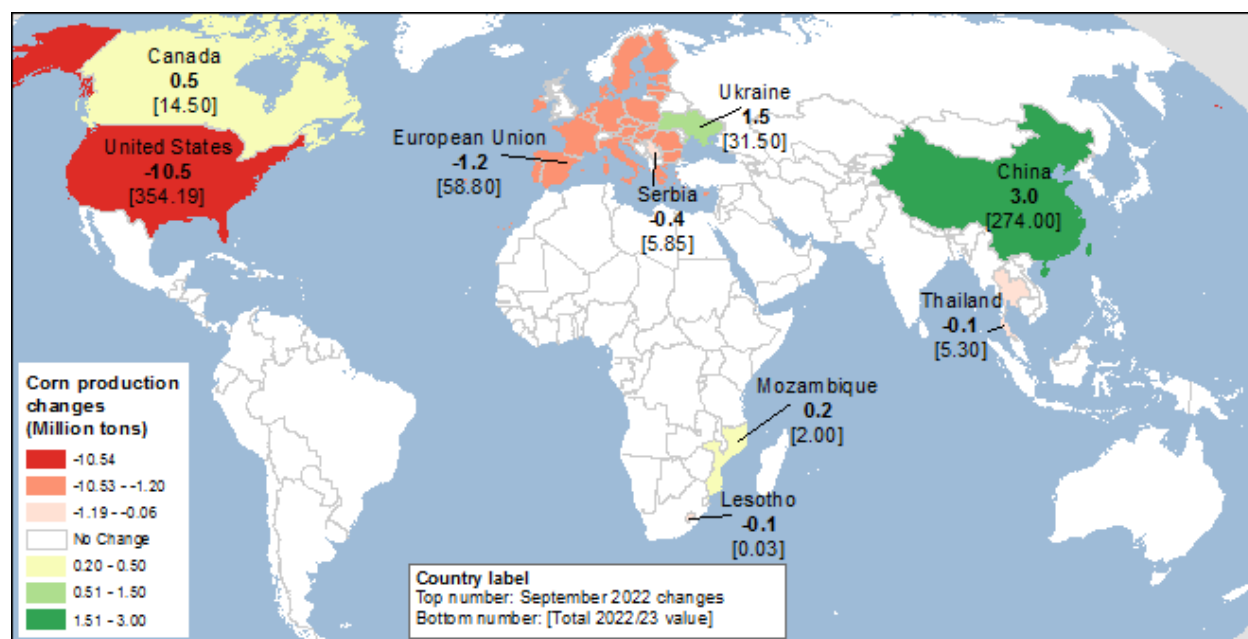 Canada
0.5
[14.50]
United States
-10.5
[354.19]
European Union
-1.2
[58.80]
Ukraine
1.5
[31.50]
Serbia
-0.4
[5.85]
China
3.0
[274.00]
Thailand
-0.1
[5.30]
Mozambique
0.2
[2.00]
Lesotho
-0.1
[0.03]
Corn production
changes
(Million tons)
-10.54
-10.53 - -1.20
-1.19 - -0.06
No Change
0.20 - 0.50
0.51 - 1.50
1.51 - 3.00
Country label
Top number: September 2022 changes
Bottom number: [Total 2022/23 value]